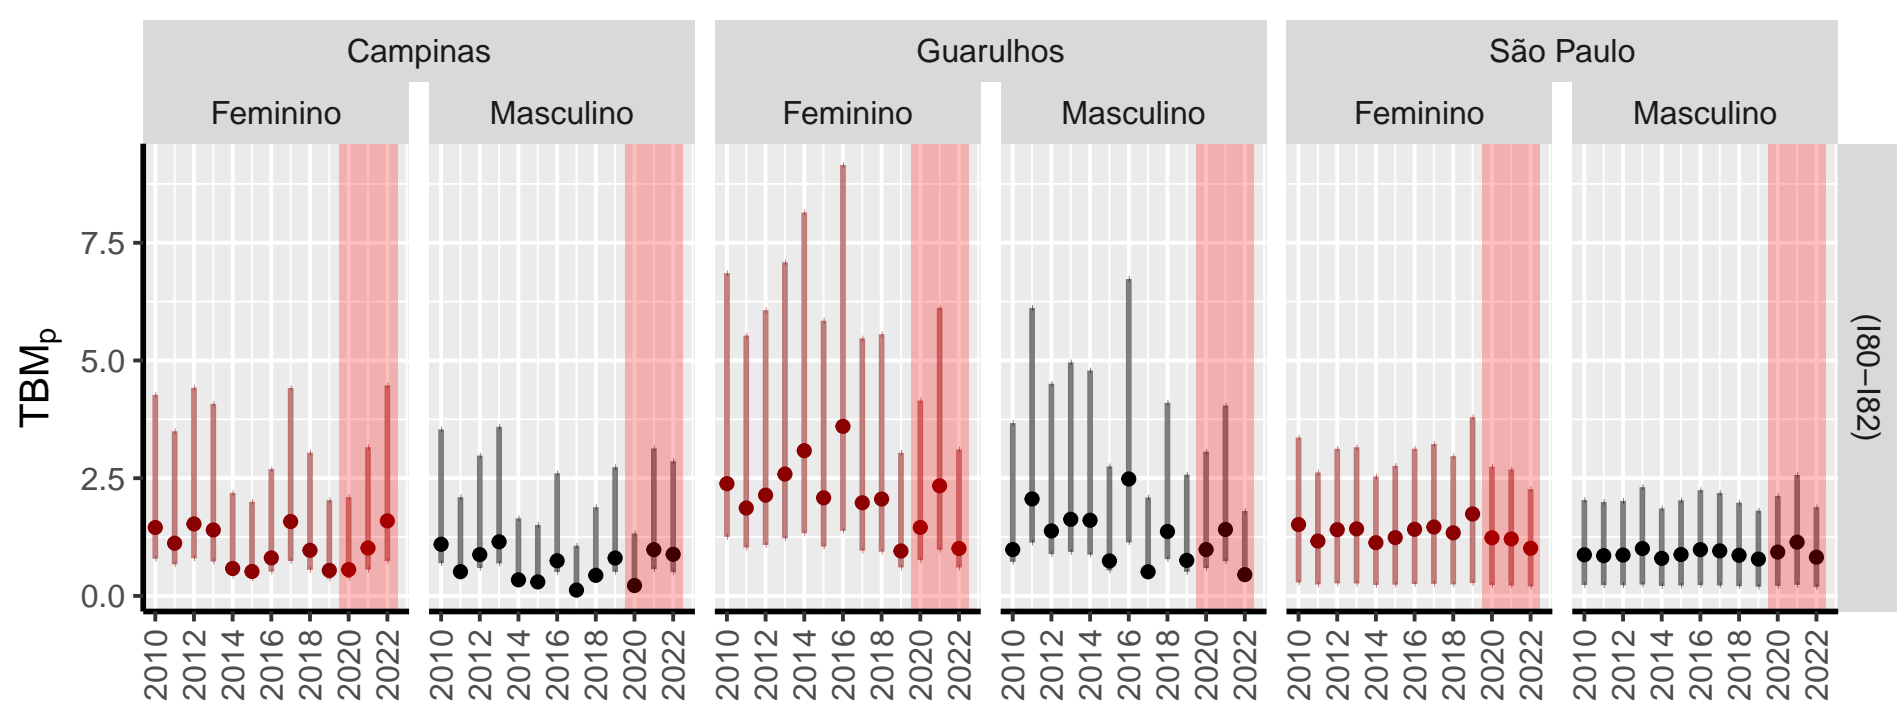 Campinas Guarulhos São Paulo
Feminino Masculino Feminino Masculino Feminino Masculino
TBMp
7.5
5.0
2.5
0.0
(I80–I82)
2010 2012 2014 2016 2018 2020 2022 2010 2012 2014 2016 2018 2020 2022 2010 2012 2014 2016 2018 2020 2022 2010 2012 2014 2016 2018 2020 2022 2010 2012 2014 2016 2018 2020 2022 2010 2012 2014 2016 2018 2020 2022